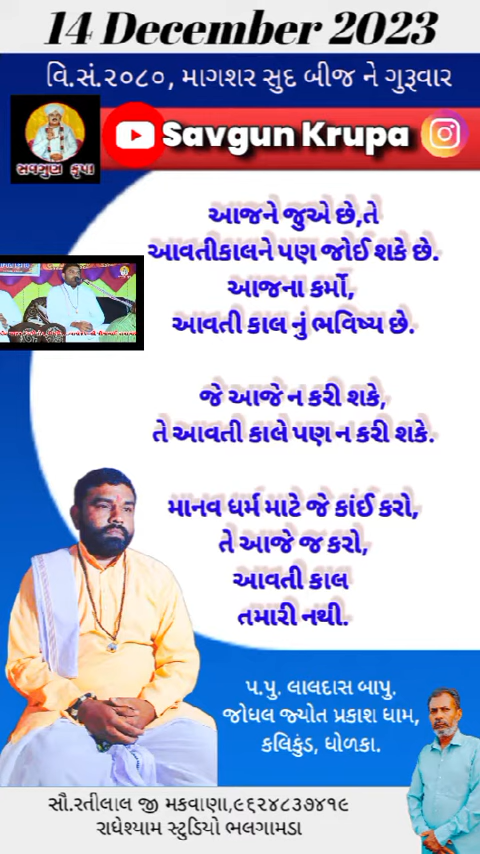 14 December 2023
વિ.સં.૨૦૮૦, માગશર સુદ બીજ ને ગુરૂવાર
સવગુણ કૃપા
Savgun Krupa
આજને જુએ છે,તે
આવતીકાલને પણ જોઈ શકે છે.
આજના કર્મો,
આવતી કાલ નું ભવિષ્ય છે.
જે આજે ન કરી શકે,
તે આવતી કાલે પણ ન કરી શકે.
માનવ ધર્મ માટે જે કાંઈ કરો,
તે આજે જ કરો,
આવતી કાલ
તમારી નથી.
પ.પુ. લાલદાસ બાપુ.
જોધલ જ્યોત પ્રકાશ ધામ,
કલિકુંડ, ધોળકા.
સૌ.રતીલાલ જી મકવાણા,૯૬૨૪૮૩૭૪૧૯
રાધેશ્યામ સ્ટુડિયો ભલગામડા